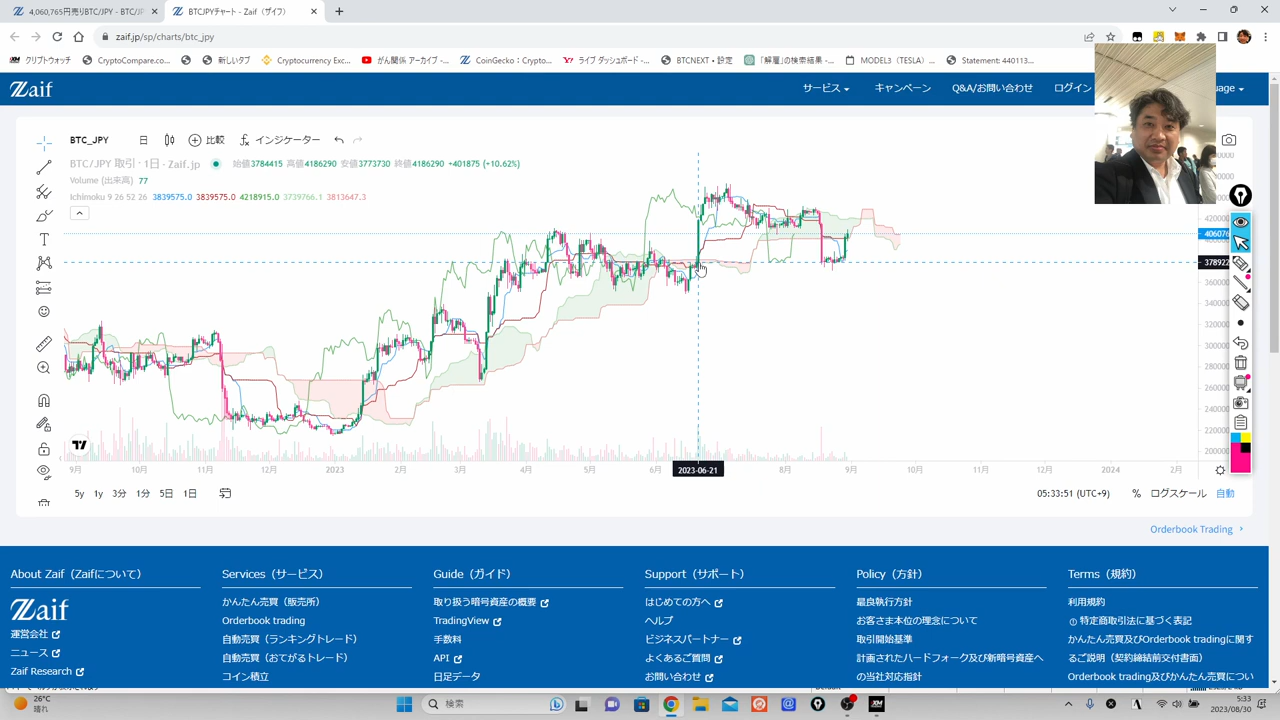 4,060,765円売りBTC/JPY - BTC/JP
BTCJPYチャート - Zaif（ザイフ）
zaif.jp/sp/charts/btc_jpy
クリプトウォッチ
CryptoCompare.co...
新しいタブ
Cryptocurrency Exc...
がん関係 アーカイブ -...
CoinGecko：Crypto...
ライブ ダッシュボード -...
BTCNEXT • 設定
「解雇」の検索結果 -...
MODEL3（TESLA）...
Statement: 440113...
Zaif
サービス
キャンペーン
Q&A/お問い合わせ
ログイン
uage
BTC_JPY
日
比較
インジケーター
BTC/JPY 取引 · 1日 · Zaif.jp
始値3784415 高値4186290 安値3773730 終値4186290 +401875 (+10.62%)
Volume (出来高) 77
Ichimoku 9 26 52 26 3839575.0 3839575.0 4218915.0 3739766.1 3813647.3
420000
406076
378922
360000
340000
320000
300000
280000
260000
240000
220000
200000
9月
10月
11月
12月
2023
2月
3月
4月
5月
6月
2023-06-21
8月
9月
10月
11月
12月
2024
2月
5y 1y 3分 1分 5日 1日
05:33:51 (UTC+9)
%
ログスケール
自動
Orderbook Trading
About Zaif（Zaifについて）
Zaif
運営会社
ニュース
Zaif Research
Services（サービス）
かんたん売買（販売所）
Orderbook trading
自動売買（ランキングトレード）
自動売買（おてがるトレード）
コイン積立
Guide（ガイド）
取り扱う暗号資産の概要
TradingView
手数料
API
日足データ
Support（サポート）
はじめての方へ
ヘルプ
ビジネスパートナー
よくあるご質問
お問い合わせ
Policy（方針）
最良執行方針
お客さま本位の理念について
取引開始基準
計画されたハードフォーク及び新暗号資産へ
の当社対応指針
Terms（規約）
利用規約
特定商取引法に基づく表記
かんたん売買及びOrderbook tradingに関す
るご説明（契約締結前交付書面）
Orderbook trading及びかんたん売買につい
晴れ
検索
5:33
2023/08/30